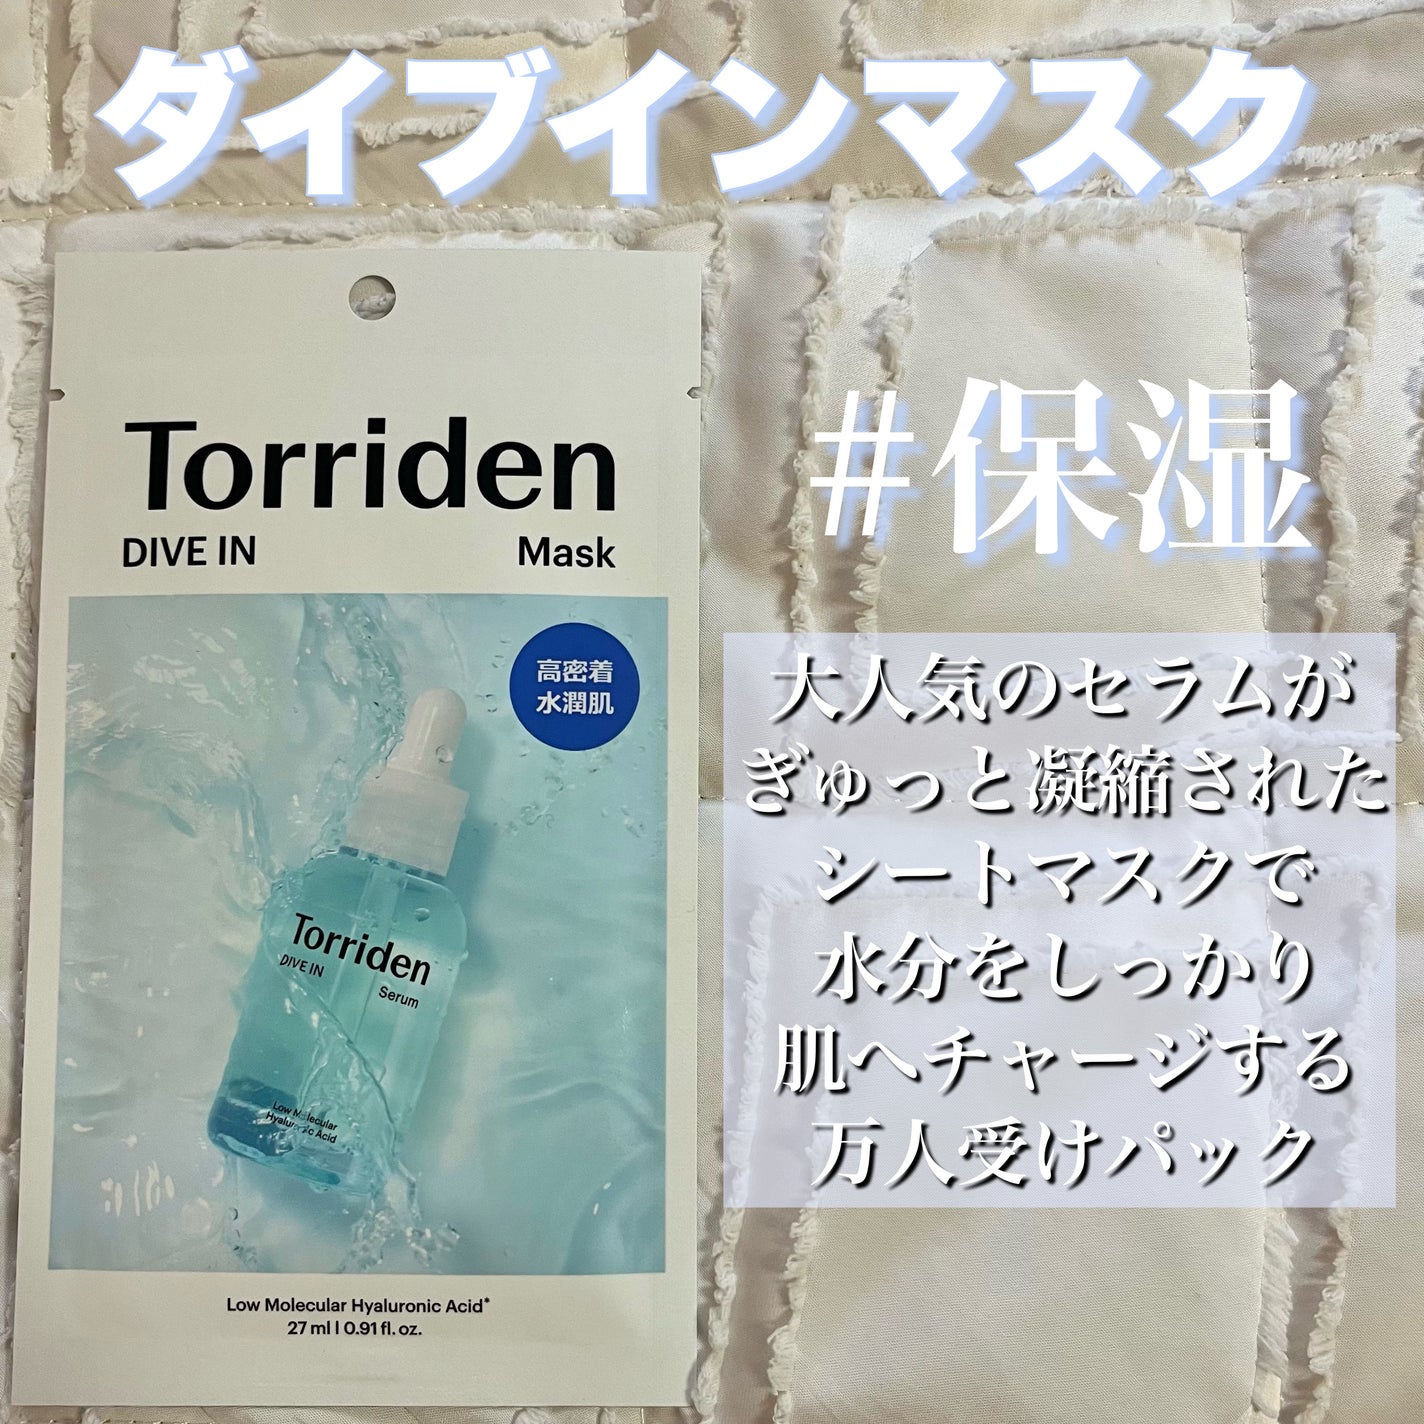 ダイブインマスク
Torriden
DIVE IN Mask
高密着
水潤肌
Torriden
DIVE IN
Serum
Low Molecular
Hyaluronic Acid
Low Molecular Hyaluronic Acid*
27 ml | 0.91 fl. oz.
#保湿
大人気のセラムが
ぎゅっと凝縮された
シートマスクで
水分をしっかり
肌へチャージする
万人受けパック